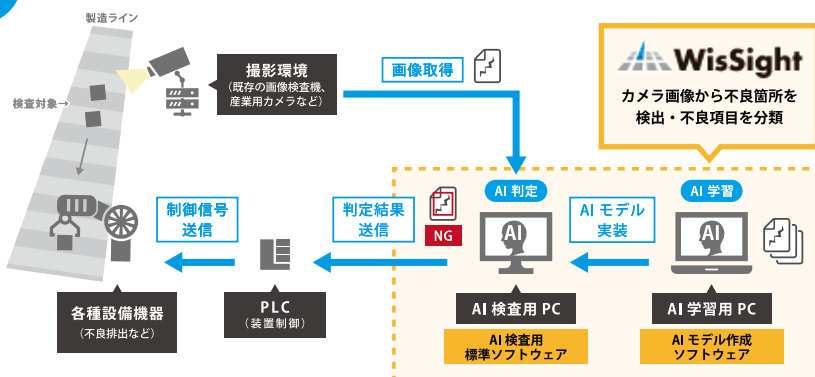 製造ライン
検査対象→
撮影環境
(既存の画像検査機、
産業用カメラなど)
画像取得
WisSight
カメラ画像から不良箇所を
検出・不良項目を分類
制御信号
送信
判定結果
送信
NG
AI 判定
AI
AI モデル
実装
AI 学習
AI
各種設備機器
(不良排出など)
PLC
(装置制御)
AI 検査用 PC
AI 検査用
標準ソフトウェア
AI 学習用 PC
AI モデル作成
ソフトウェア